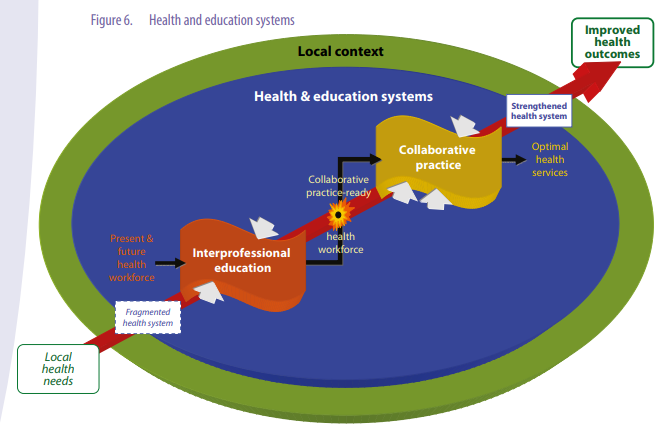 Figure 6. Health and education systems
Improved
health
outcomes
Local context
Health & education systems
Strengthened
health system
Collaborative
practice
Optimal
health
services
Collaborative
practice-ready
health
workforce
Present &
future
health
workforce
Interprofessional
education
Fragmented
health system
Local
health
needs